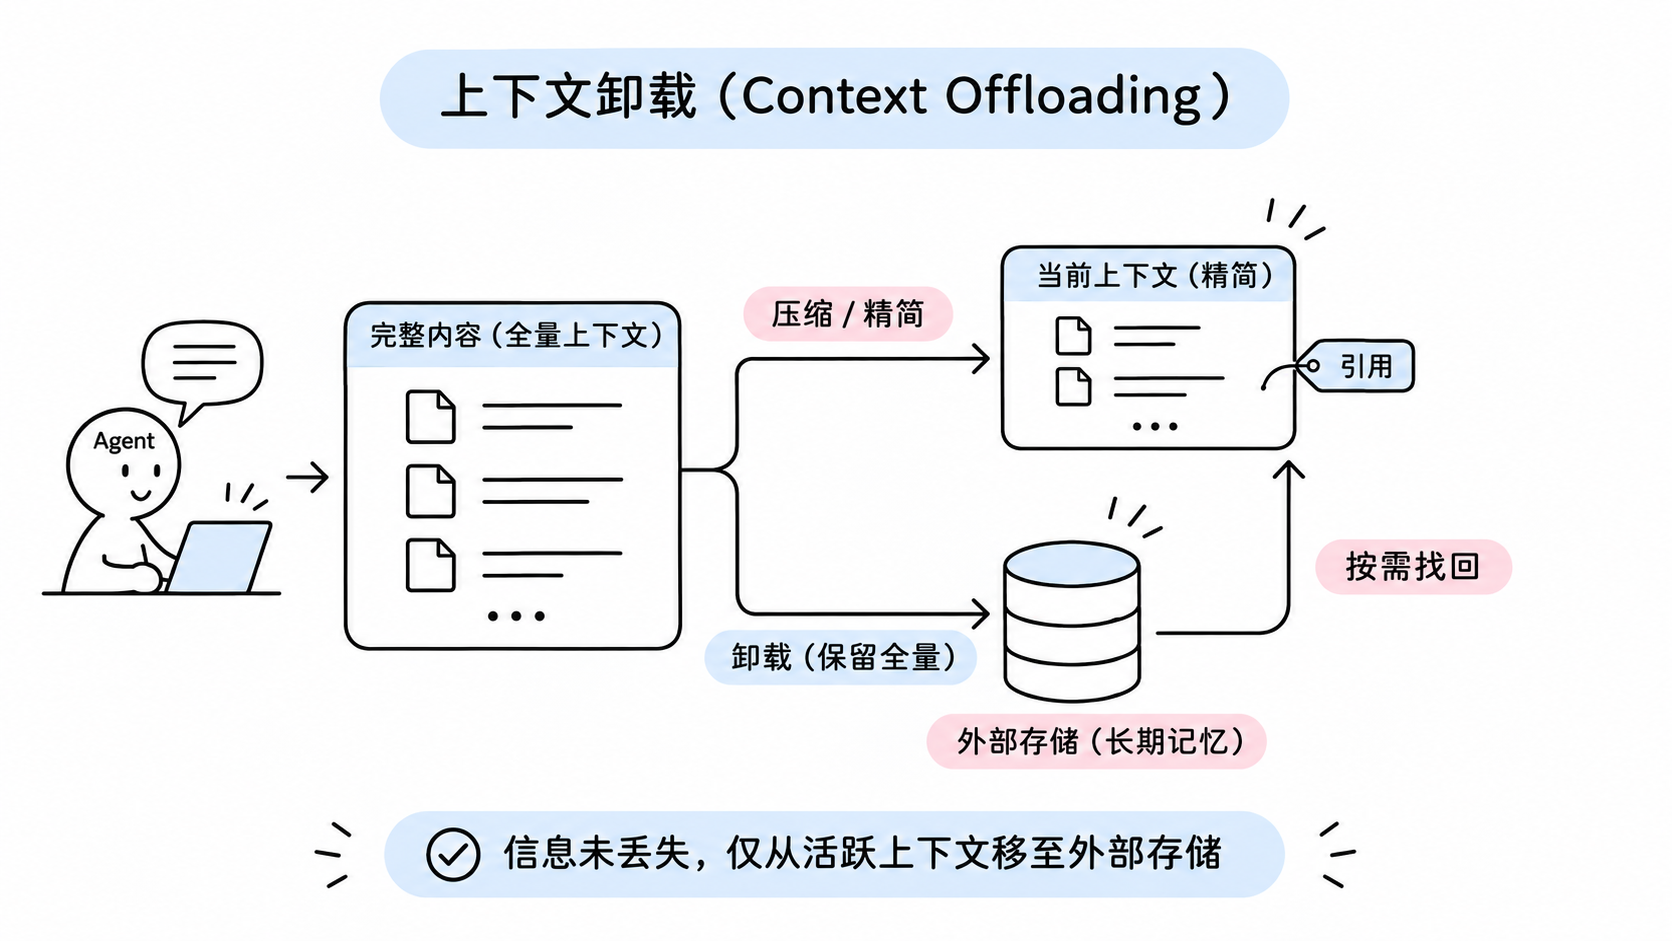 上下文卸载（Context Offloading）
Agent
完整内容（全量上下文）
压缩 / 精简
当前上下文（精简）
引用
卸载（保留全量）
按需找回
外部存储（长期记忆）
信息未丢失，仅从活跃上下文移至外部存储